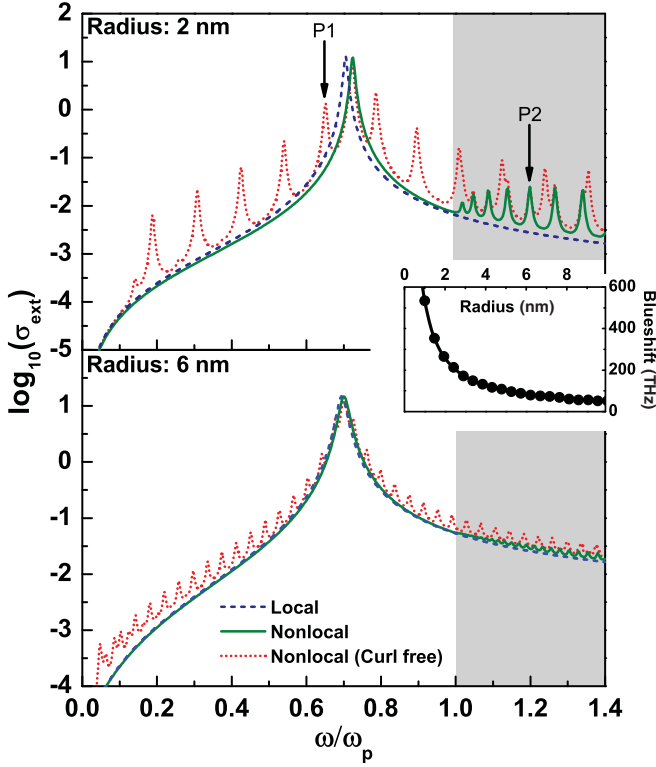 Radius: 2 nm
P1
P2
2
1
0
-1
-2
-3
-4
-5
log₁₀(σext)
0 2 4 6 8
Radius (nm)
600
400
200
0
Blueshift (THz)
Radius: 6 nm
1
0
-1
-2
-3
-4
Local
Nonlocal
Nonlocal (Curl free)
0.0 0.2 0.4 0.6 0.8 1.0 1.2 1.4
ω/ωp